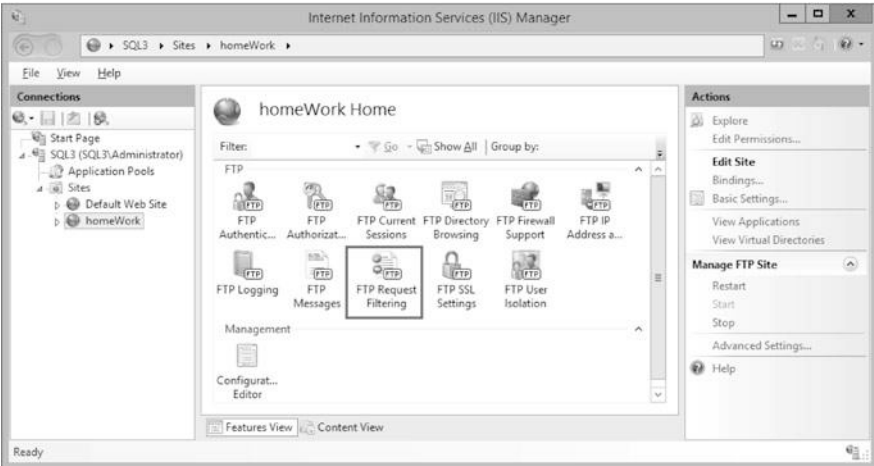 Internet Information Services (IIS) Manager
SQL3 ▸ Sites ▸ homeWork ▸
File View Help
Connections
Start Page
SQL3 (SQL3\Administrator)
Application Pools
Sites
Default Web Site
homeWork
homeWork Home
Filter: Go Show All Group by:
FTP
FTP Authentic...
FTP Authorizat...
FTP Current Sessions
FTP Directory Browsing
FTP Firewall Support
FTP IP Address a...
FTP Logging
FTP Messages
FTP Request Filtering
FTP SSL Settings
FTP User Isolation
Management
Configurat... Editor
Features View Content View
Actions
Explore
Edit Permissions...
Edit Site
Bindings...
Basic Settings...
View Applications
View Virtual Directories
Manage FTP Site
Restart
Start
Stop
Advanced Settings...
Help
Ready